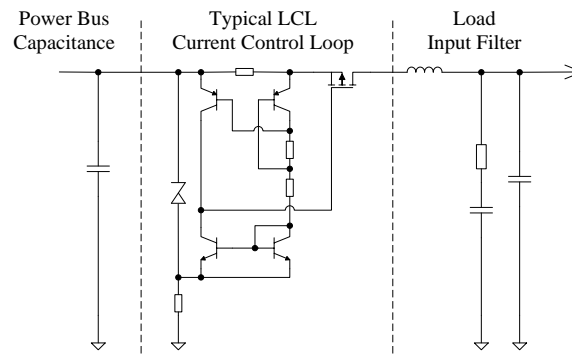 Power Bus
Capacitance
Typical LCL
Current Control Loop
Load
Input Filter